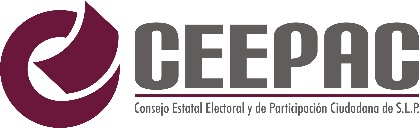 CEEPAC
Consejo Estatal Electoral y de Participación Ciudadana de S.L.P.